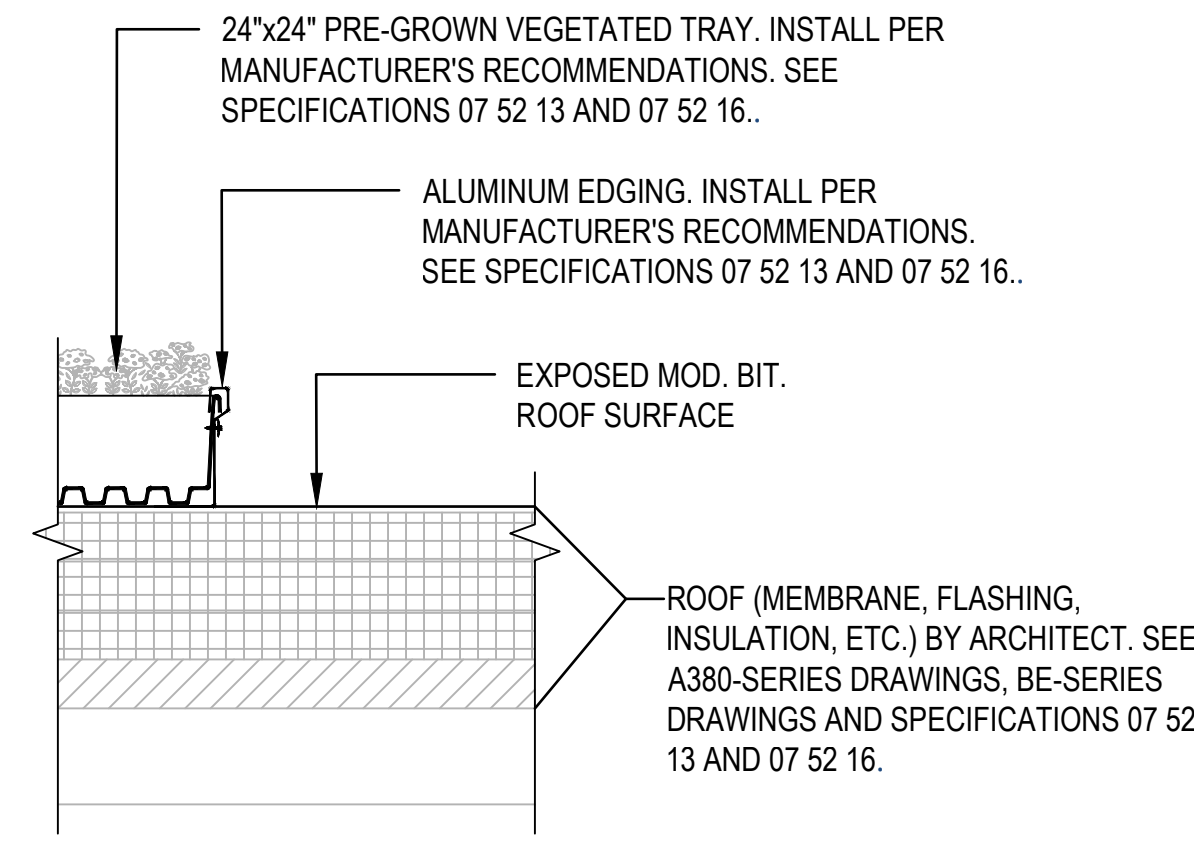 24"x24" PRE-GROWN VEGETATED TRAY. INSTALL PER
MANUFACTURER'S RECOMMENDATIONS. SEE
SPECIFICATIONS 07 52 13 AND 07 52 16..
ALUMINUM EDGING. INSTALL PER
MANUFACTURER'S RECOMMENDATIONS.
SEE SPECIFICATIONS 07 52 13 AND 07 52 16..
EXPOSED MOD. BIT.
ROOF SURFACE
ROOF (MEMBRANE, FLASHING,
INSULATION, ETC.) BY ARCHITECT. SEE
A380-SERIES DRAWINGS, BE-SERIES
DRAWINGS AND SPECIFICATIONS 07 52
13 AND 07 52 16.